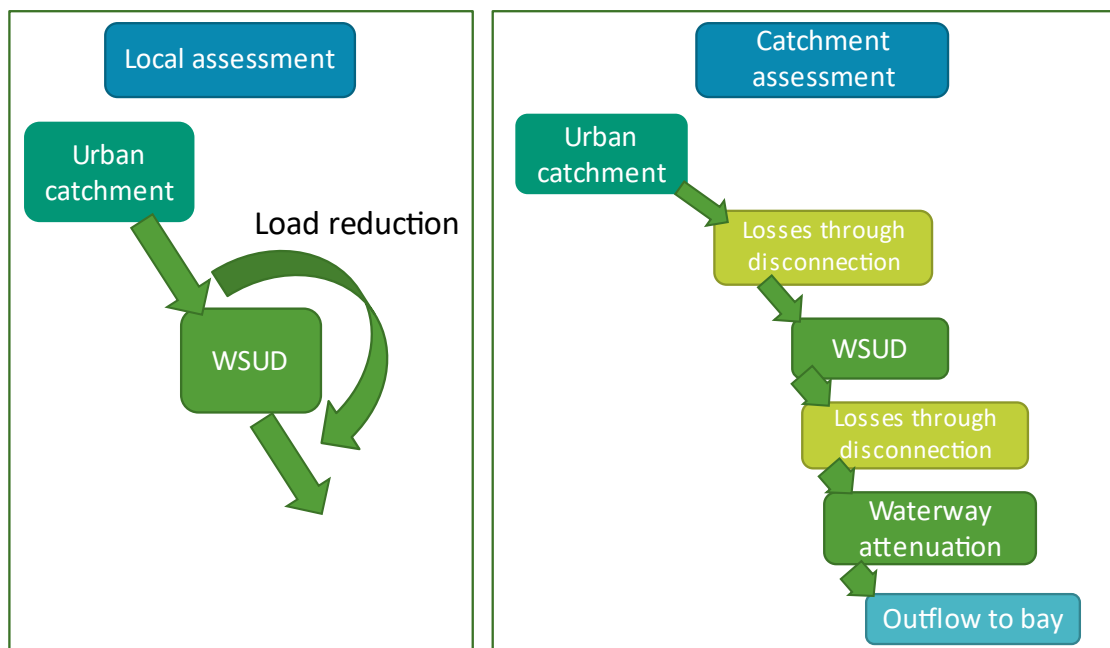 Local assessment
Urban
catchment
Load reduction
WSUD
Catchment
assessment
Urban
catchment
Losses through
disconnection
WSUD
Losses through
disconnection
Waterway
attenuation
Outflow to bay